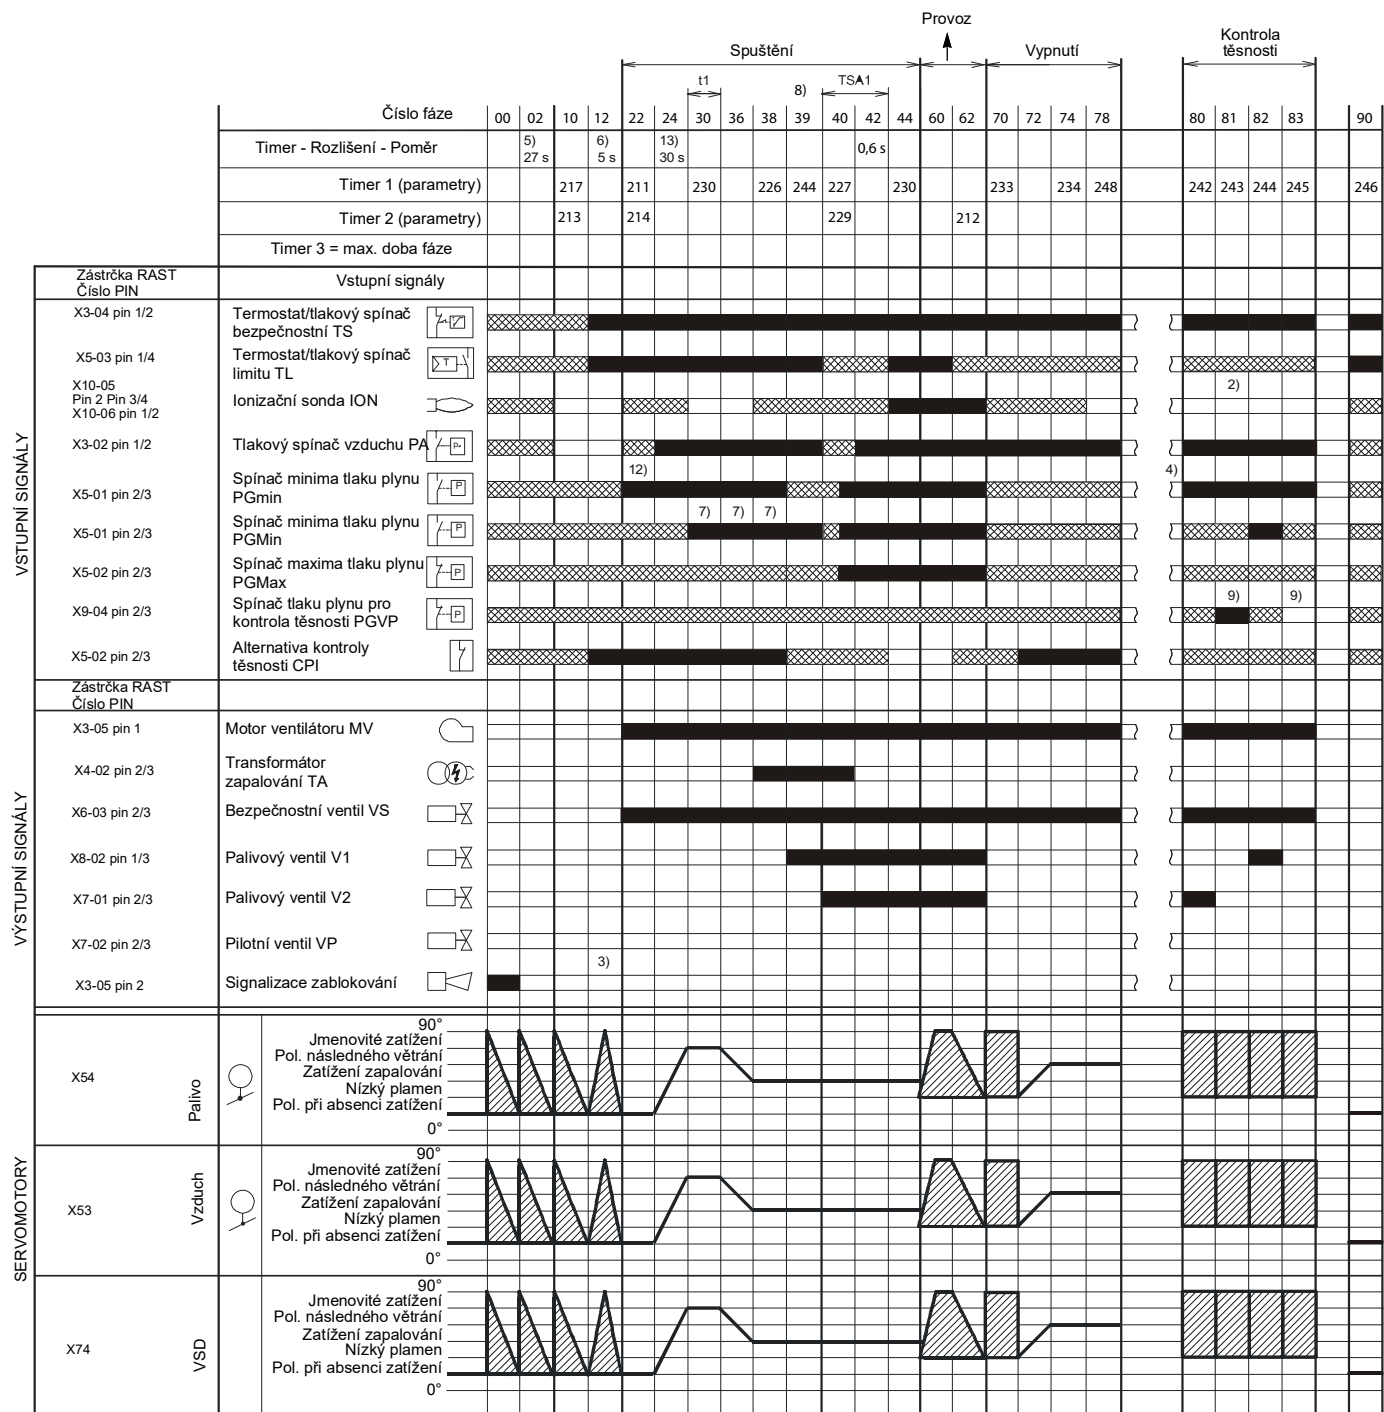 Provoz
Spuštění
Vypnutí
Kontrola
těsnosti
t1
8)
TSA1
Číslo fáze 00 02 10 12 22 24 30 36 38 39 40 42 44 60 62 70 72 74 78 80 81 82 83 90
Timer - Rozlišení - Poměr 5) 27 s 6) 5 s 13) 30 s 0,6 s
Timer 1 (parametry) 217 211 230 226 244 227 230 233 234 248 242 243 244 245 246
Timer 2 (parametry) 213 214 229 212
Timer 3 = max. doba fáze
Zástrčka RAST
Číslo PIN
Vstupní signály
VSTUPNÍ SIGNÁLY
X3-04 pin 1/2
Termostat/tlakový spínač
bezpečnostní TS
X5-03 pin 1/4
Termostat/tlakový spínač
limitu TL
2)
X10-05
Pin 2 Pin 3/4
X10-06 pin 1/2
Ionizační sonda ION
X3-02 pin 1/2
Tlakový spínač vzduchu PA
P-
12)
4)
X5-01 pin 2/3
Spínač minima tlaku plynu
PGmin
P
7) 7) 7)
X5-01 pin 2/3
Spínač minima tlaku plynu
PGMin
P
X5-02 pin 2/3
Spínač maxima tlaku plynu
PGMax
P
9) 9)
X9-04 pin 2/3
Spínač tlaku plynu pro
kontrola těsnosti PGVP
P
X5-02 pin 2/3
Alternativa kontroly
těsnosti CPI
Zástrčka RAST
Číslo PIN
VÝSTUPNÍ SIGNÁLY
X3-05 pin 1
Motor ventilátoru MV
X4-02 pin 2/3
Transformátor
zapalování TA
X6-03 pin 2/3
Bezpečnostní ventil VS
X8-02 pin 1/3
Palivový ventil V1
X7-01 pin 2/3
Palivový ventil V2
X7-02 pin 2/3
Pilotní ventil VP
3)
X3-05 pin 2
Signalizace zablokování
SERVOMOTORY
X54
Palivo
90°
Jmenovité zatížení
Pol. následného větrání
Zatížení zapalování
Nízký plamen
Pol. při absenci zatížení
0°
X53
Vzduch
90°
Jmenovité zatížení
Pol. následného větrání
Zatížení zapalování
Nízký plamen
Pol. při absenci zatížení
0°
X74
VSD
90°
Jmenovité zatížení
Pol. následného větrání
Zatížení zapalování
Nízký plamen
Pol. při absenci zatížení
0°